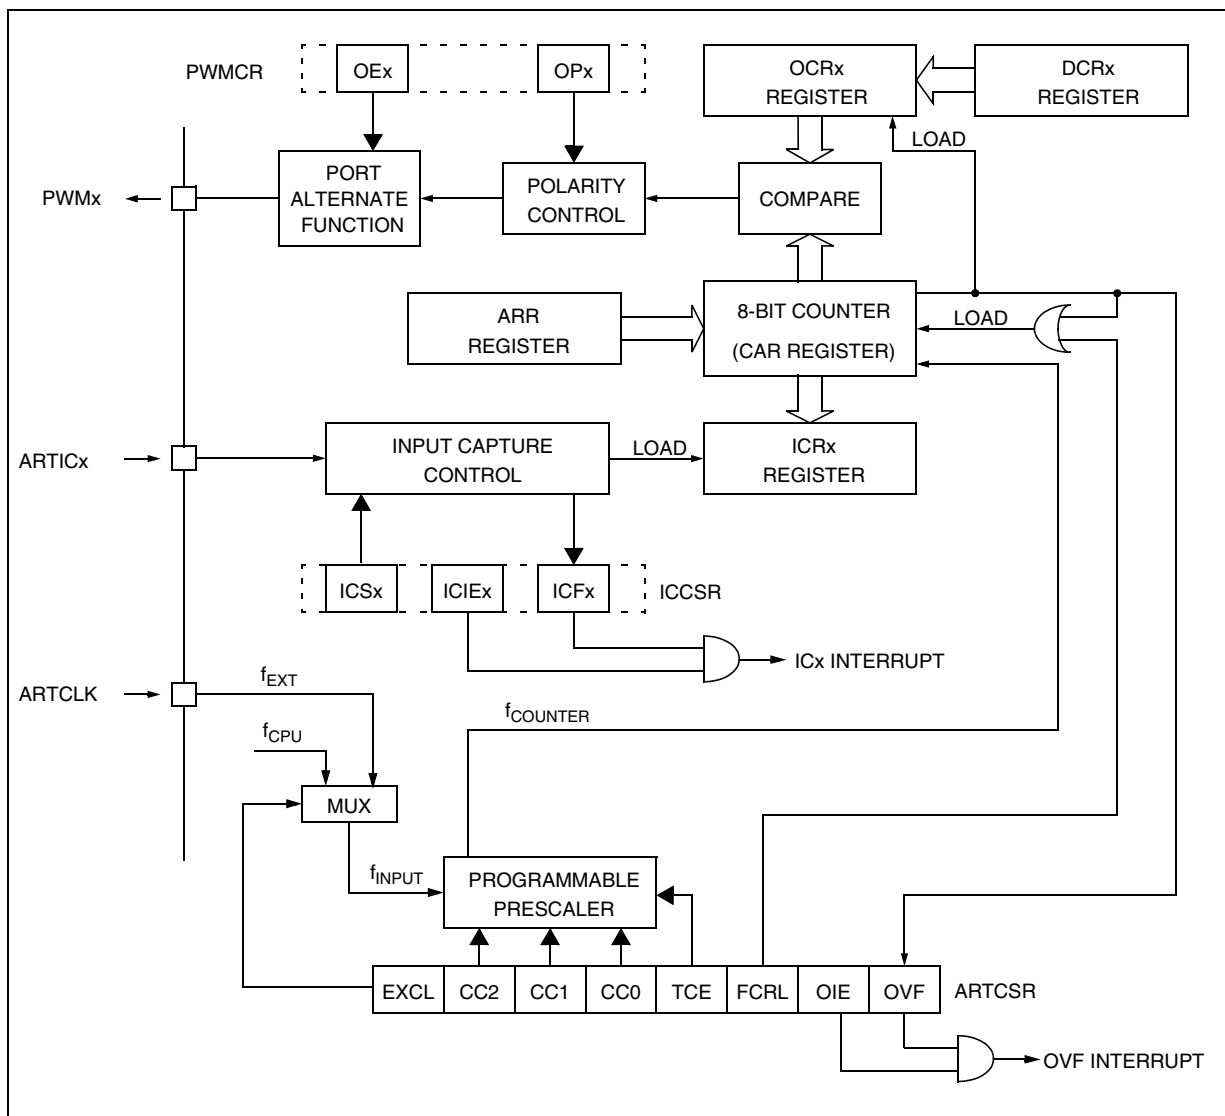 PWMCR
OEx
OPx
OCRx
REGISTER
DCRx
REGISTER
LOAD
PWMx
PORT
ALTERNATE
FUNCTION
POLARITY
CONTROL
COMPARE
ARR
REGISTER
8-BIT COUNTER
(CAR REGISTER)
LOAD
ARTICx
INPUT CAPTURE
CONTROL
LOAD
ICRx
REGISTER
ICSx
ICIEx
ICFx
ICCSR
ICx INTERRUPT
ARTCLK
fEXT
fCPU
fCOUNTER
MUX
fINPUT
PROGRAMMABLE
PRESCALER
EXCL
CC2
CC1
CC0
TCE
FCRL
OIE
OVF
ARTCSR
OVF INTERRUPT